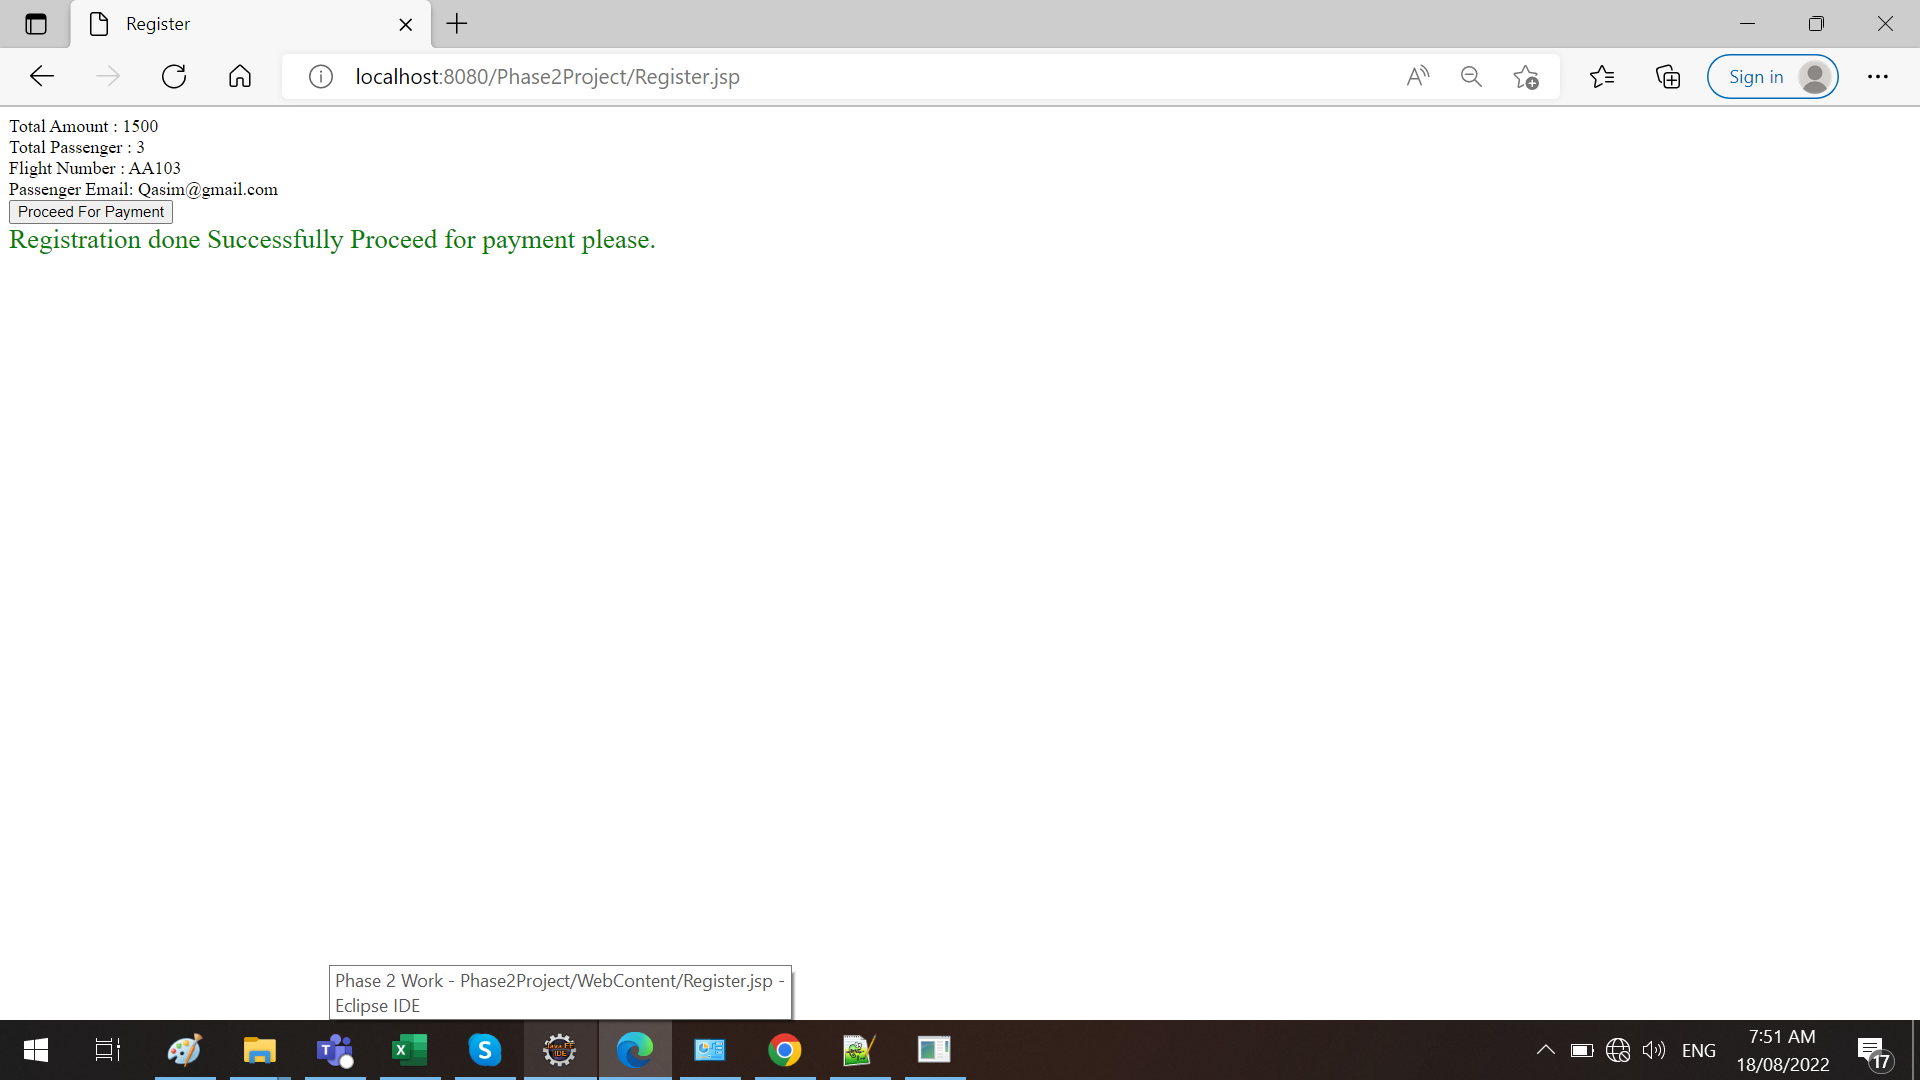 Register
localhost:8080/Phase2Project/Register.jsp
Sign in
Total Amount : 1500
Total Passenger : 3
Flight Number : AA103
Passenger Email: Qasim@gmail.com
Proceed For Payment
Registration done Successfully Proceed for payment please.
Phase 2 Work - Phase2Project/WebContent/Register.jsp -
Eclipse IDE
ENG
7:51 AM
18/08/2022
17